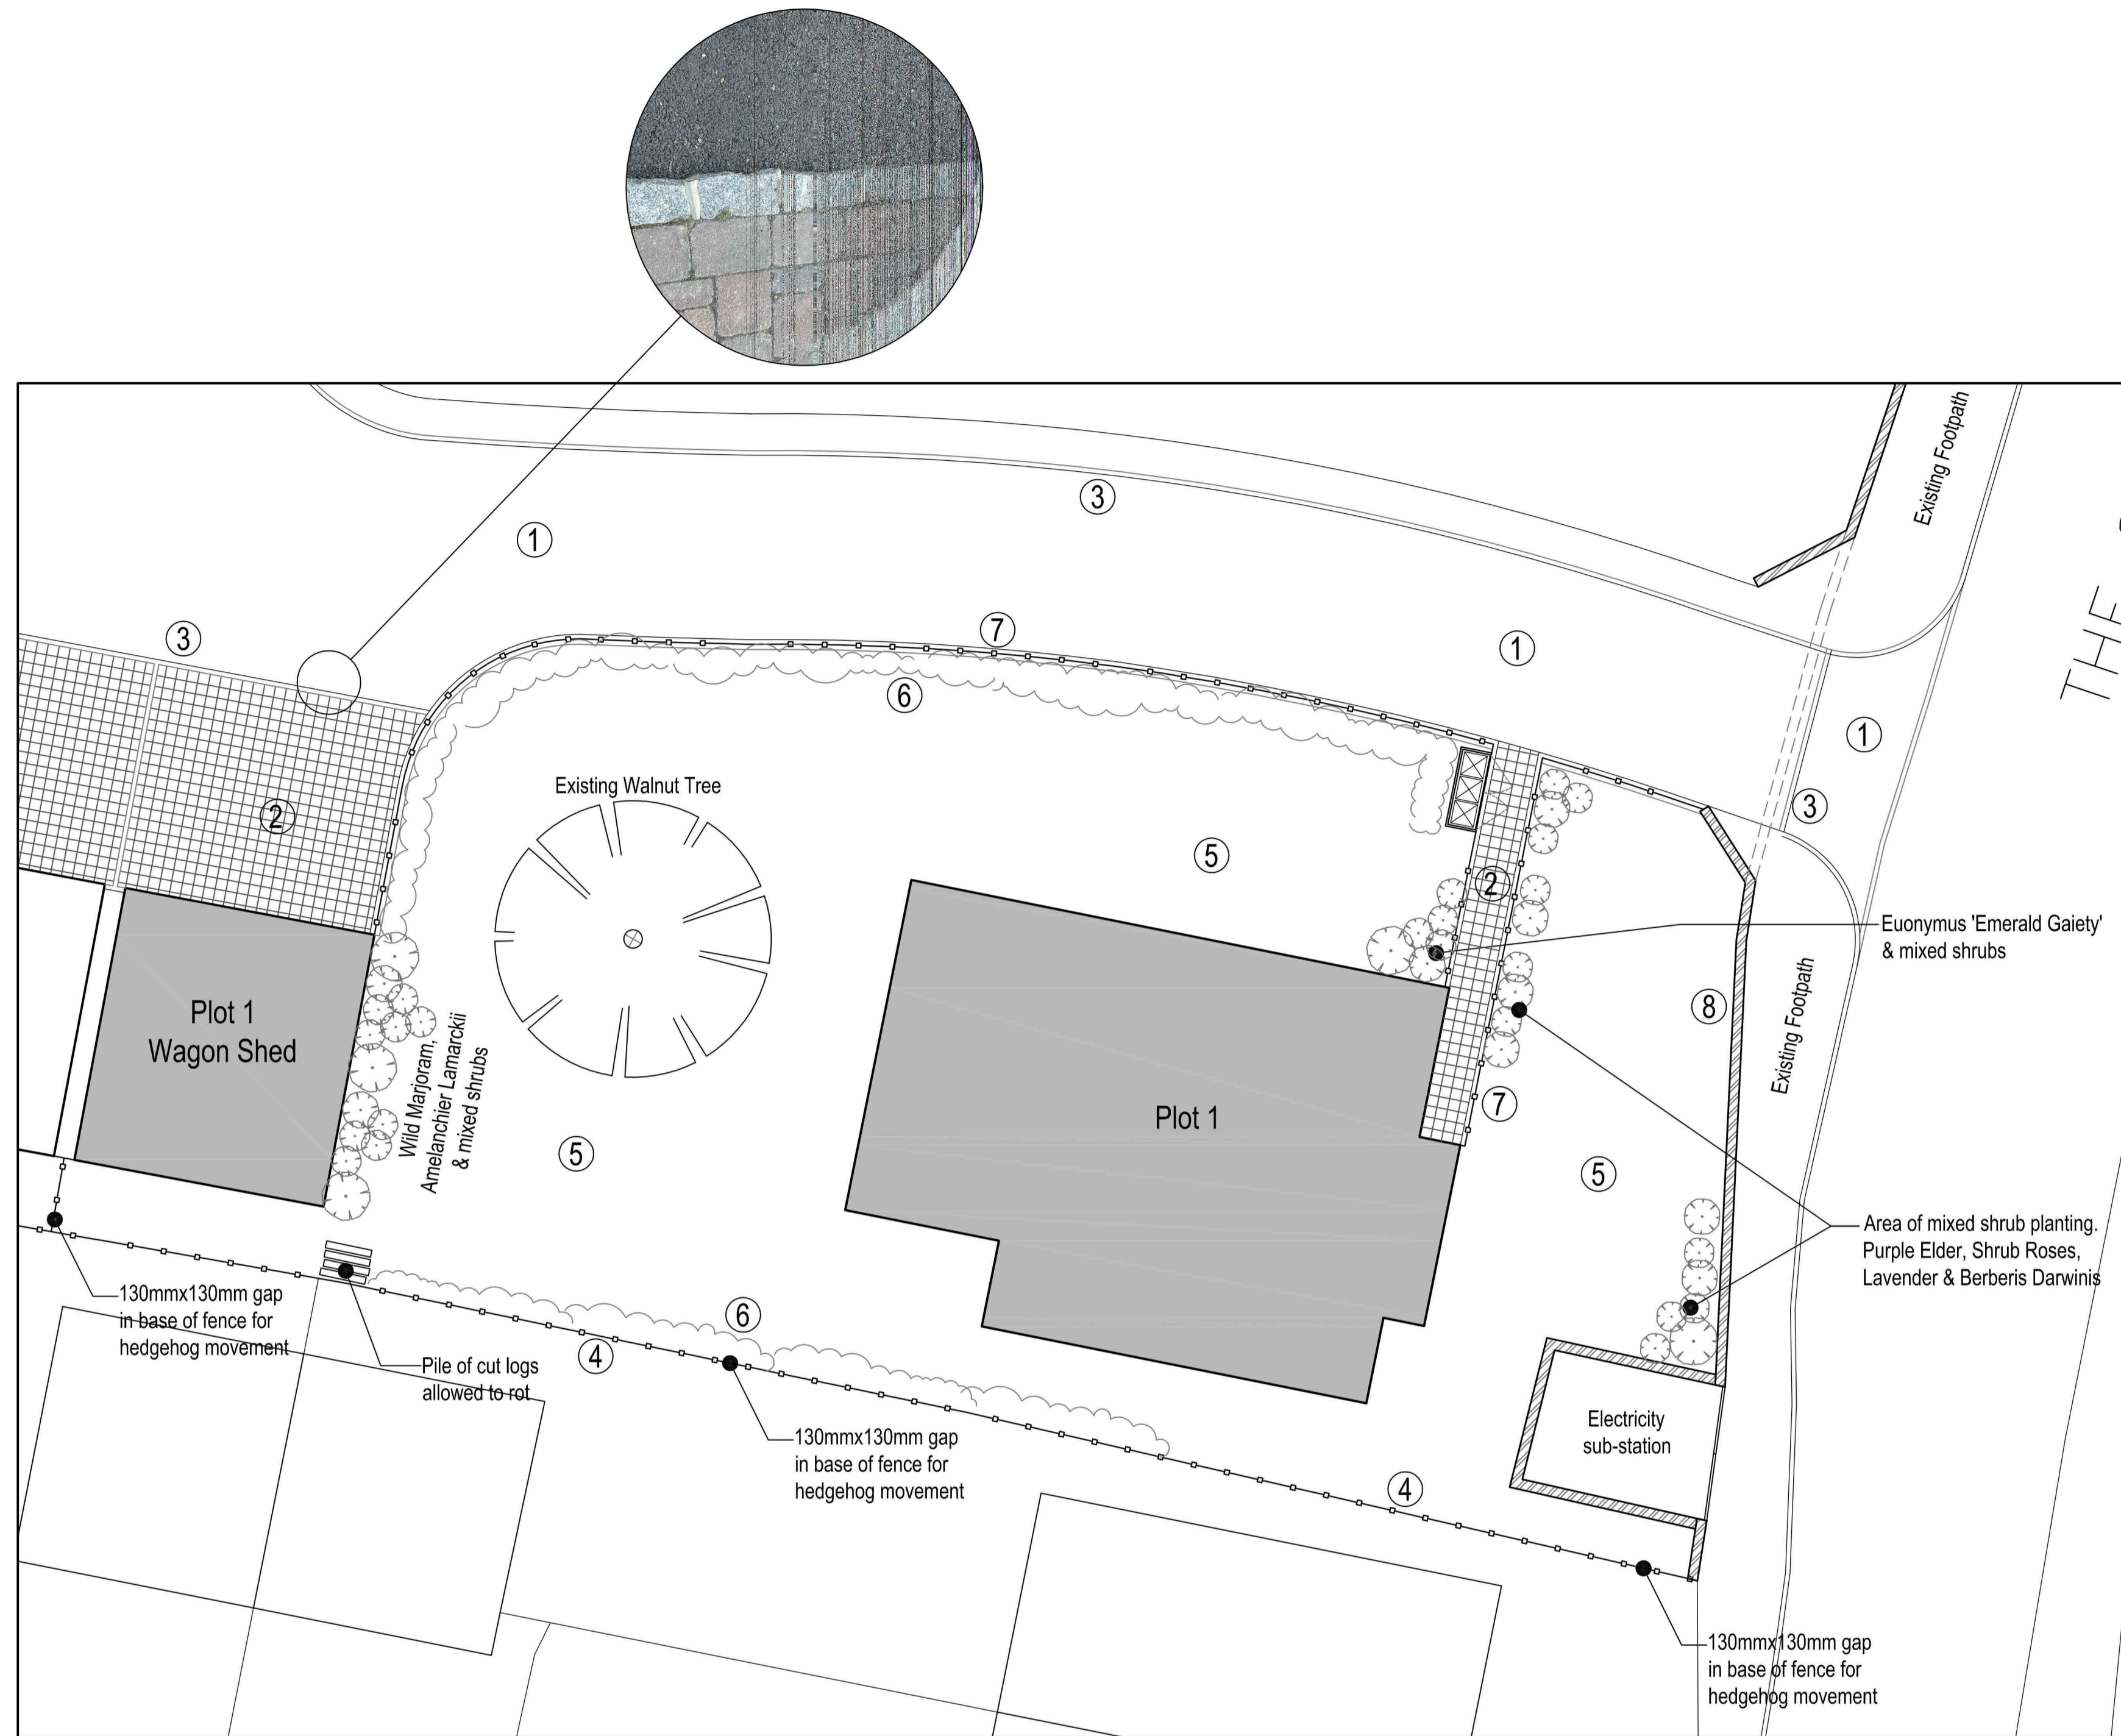 Existing Footpath
3
1
THE
3
7
1
6
1
Existing Walnut Tree
3
2
5
2
Euonymus 'Emerald Gaiety'
& mixed shrubs
Plot 1
Wagon Shed
8
Existing Footpath
Wild Marjoram,
Amelanchier Lamarckii
& mixed shrubs
7
Plot 1
5
5
Area of mixed shrub planting.
Purple Elder, Shrub Roses,
Lavender & Berberis Darwinis
130mmx130mm gap
in base of fence for
hedgehog movement
6
4
Pile of cut logs
allowed to rot
Electricity
sub-station
130mmx130mm gap
in base of fence for
hedgehog movement
4
130mmx130mm gap
in base of fence for
hedgehog movement